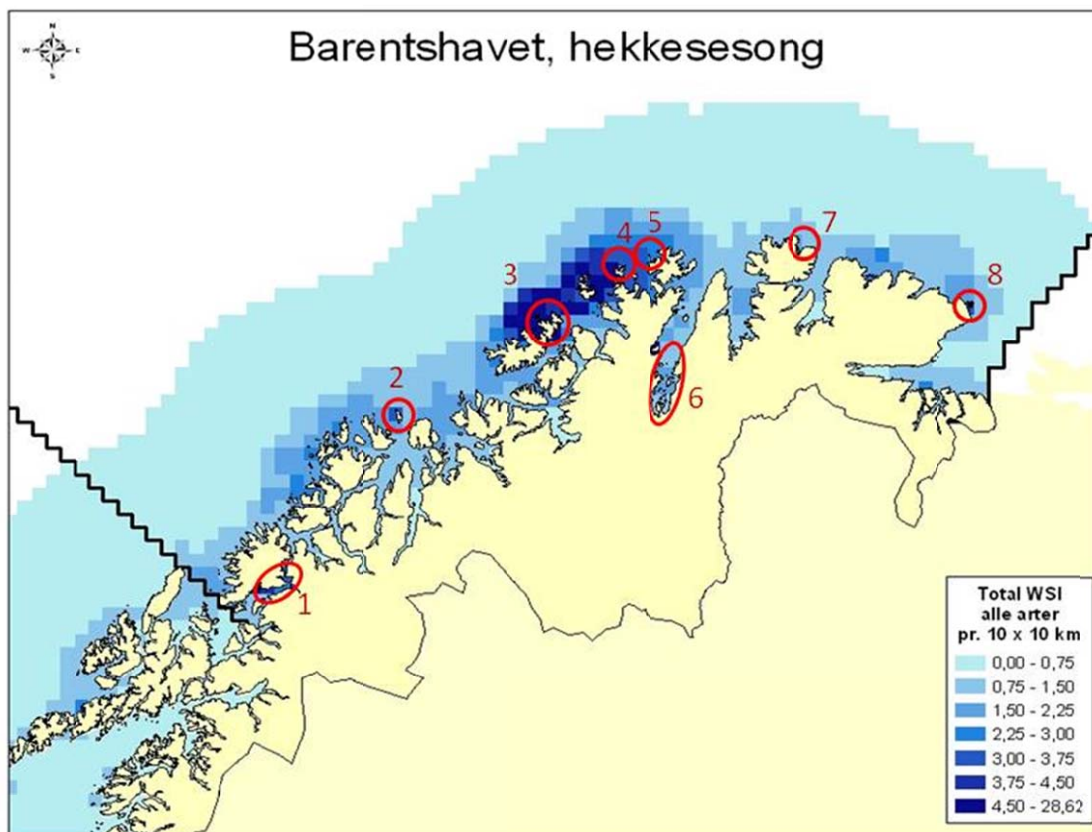 N
W E
S
Barentshavet, hekkesesong
1
2
3
4
5
6
7
8
Total WSI
alle arter
pr. 10 x 10 km
0,00 - 0,75
0,75 - 1,50
1,50 - 2,25
2,25 - 3,00
3,00 - 3,75
3,75 - 4,50
4,50 - 28,62